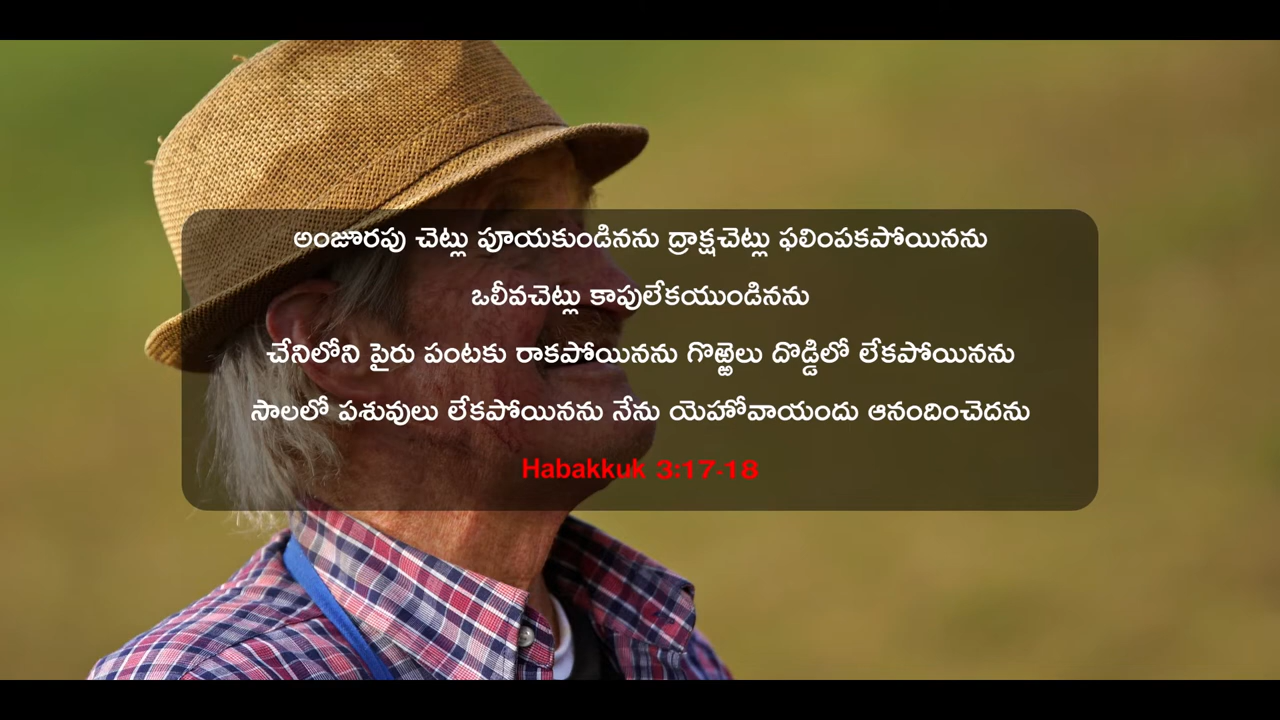 అంజూరపు చెట్లు పూయకుండినను ద్రాక్షచెట్లు ఫలింపకపోయినను
ఒలీవచెట్లు కాపులేకయుండినను
చేనిలోని పైరు పంటకు రాకపోయినను గొఱ్ఱెలు దొడ్డిలో లేకపోయినను
సాలలో పశువులు లేకపోయినను నేను యెహోవాయందు ఆనందించెదను
Habakkuk 3:17-18